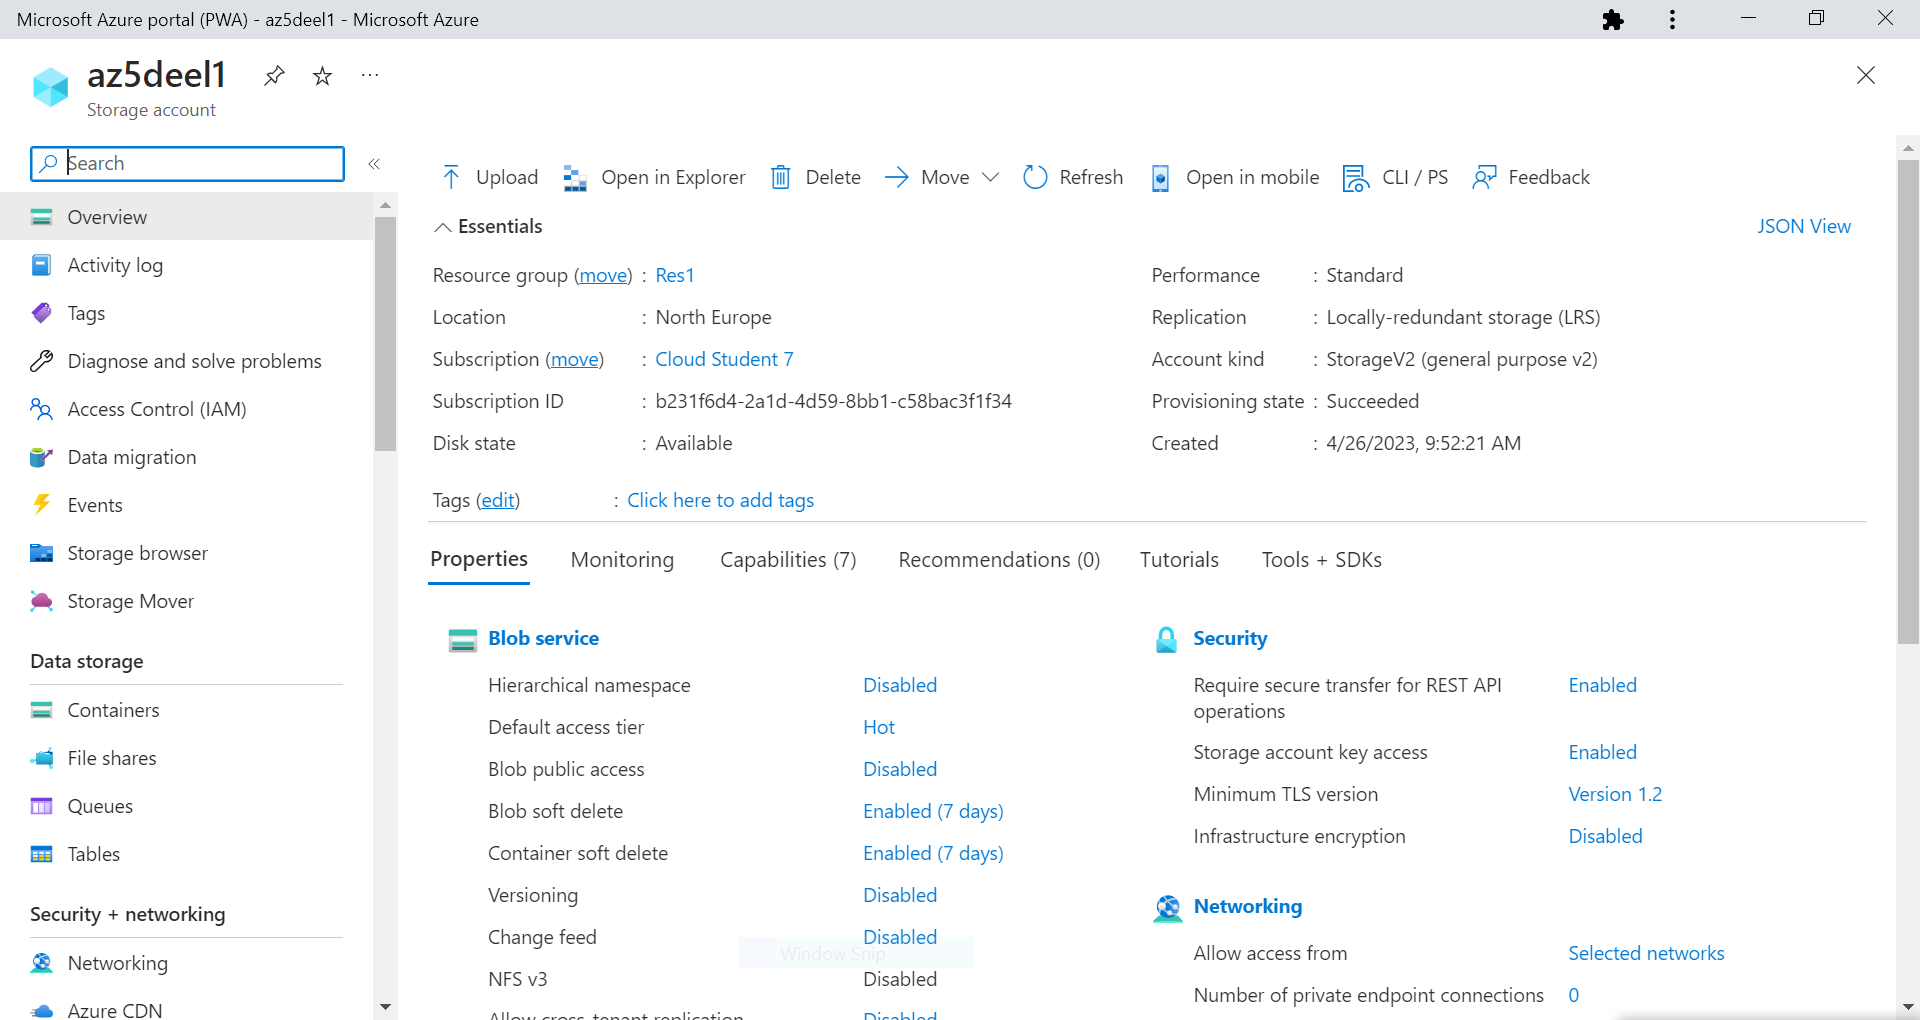 Microsoft Azure portal (PWA) - az5deel1 - Microsoft Azure
az5deel1
Storage account
Search
Overview
Activity log
Tags
Diagnose and solve problems
Access Control (IAM)
Data migration
Events
Storage browser
Storage Mover
Data storage
Containers
File shares
Queues
Tables
Security + networking
Networking
Azure CDN
Upload Open in Explorer Delete Move Refresh Open in mobile CLI / PS Feedback
Essentials JSON View
Resource group (move) : Res1
Location : North Europe
Subscription (move) : Cloud Student 7
Subscription ID : b231f6d4-2a1d-4d59-8bb1-c58bac3f1f34
Disk state : Available
Performance : Standard
Replication : Locally-redundant storage (LRS)
Account kind : StorageV2 (general purpose v2)
Provisioning state : Succeeded
Created : 4/26/2023, 9:52:21 AM
Tags (edit) : Click here to add tags
Properties Monitoring Capabilities (7) Recommendations (0) Tutorials Tools + SDKs
Blob service
Hierarchical namespace Disabled
Default access tier Hot
Blob public access Disabled
Blob soft delete Enabled (7 days)
Container soft delete Enabled (7 days)
Versioning Disabled
Change feed Disabled
Window Snip
NFS v3 Disabled
Allow cross-tenant replication Disabled
Security
Require secure transfer for REST API Enabled
operations
Storage account key access Enabled
Minimum TLS version Version 1.2
Infrastructure encryption Disabled
Networking
Allow access from Selected networks
Number of private endpoint connections 0